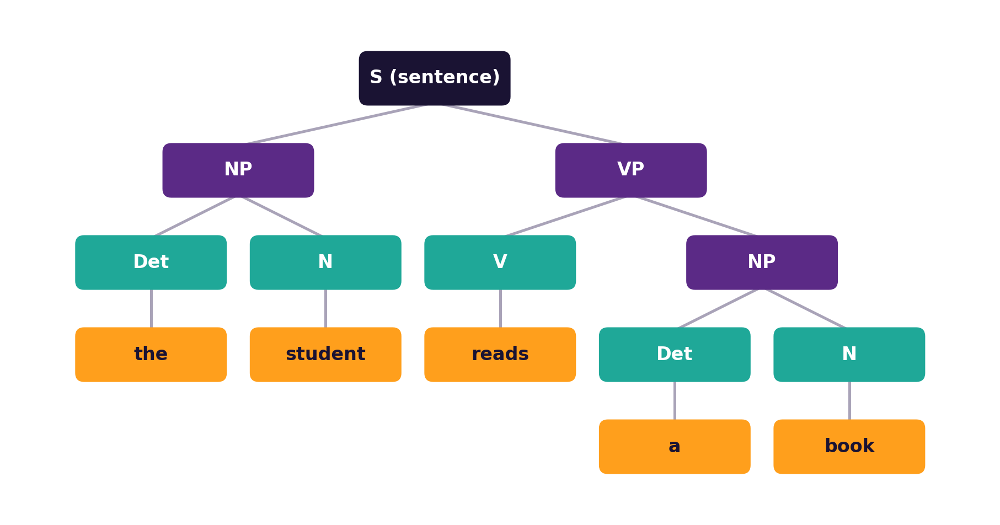 S (sentence)
NP
VP
Det
N
V
NP
the
student
reads
Det
N
a
book